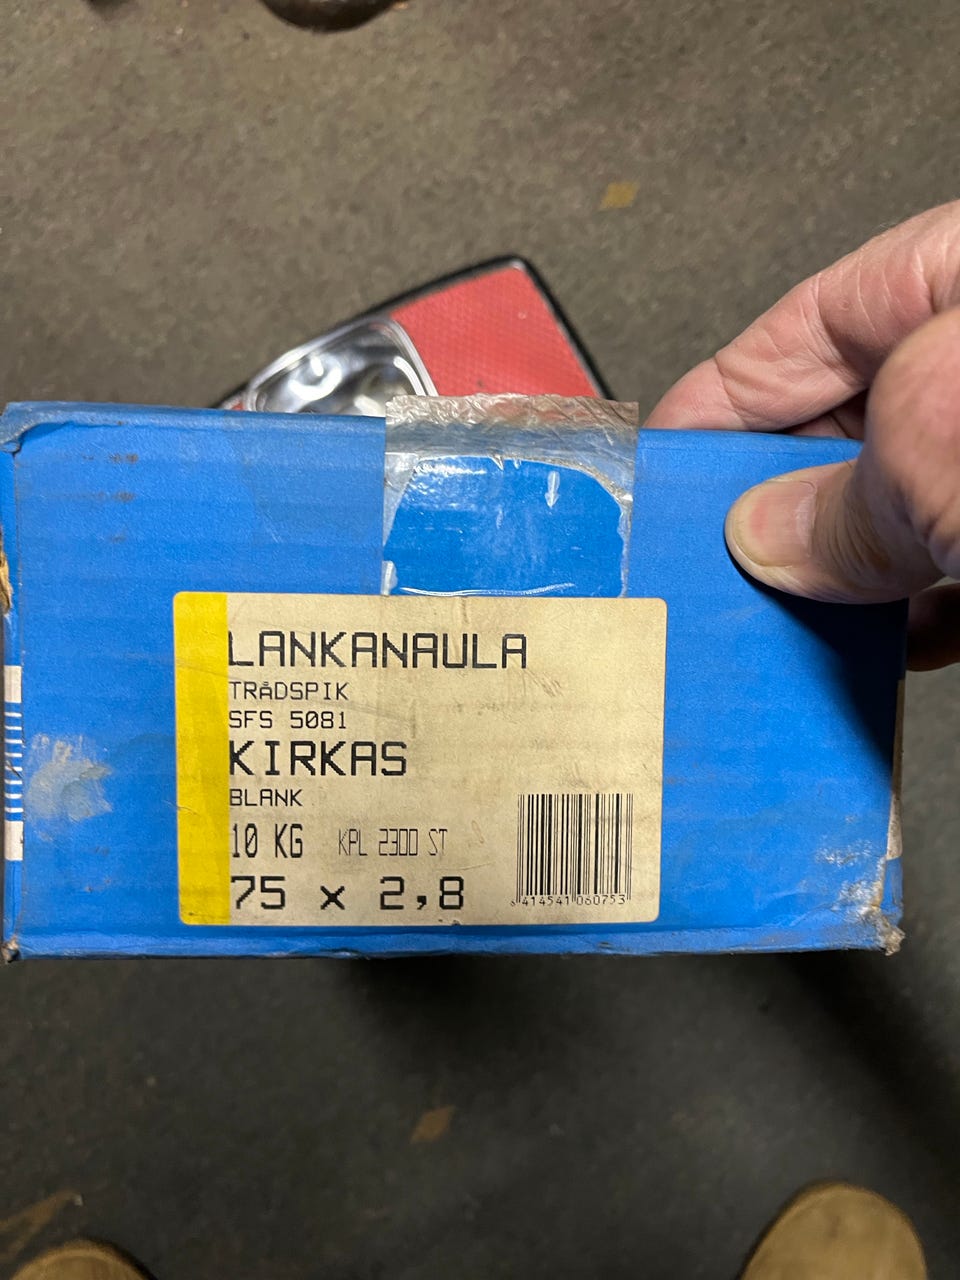 LANKANAULA
TRÅDSPIK
SFS 5081
KIRKAS
BLANK
10 KG KPL 2300 ST
75 x 2,8
6 414541 060753